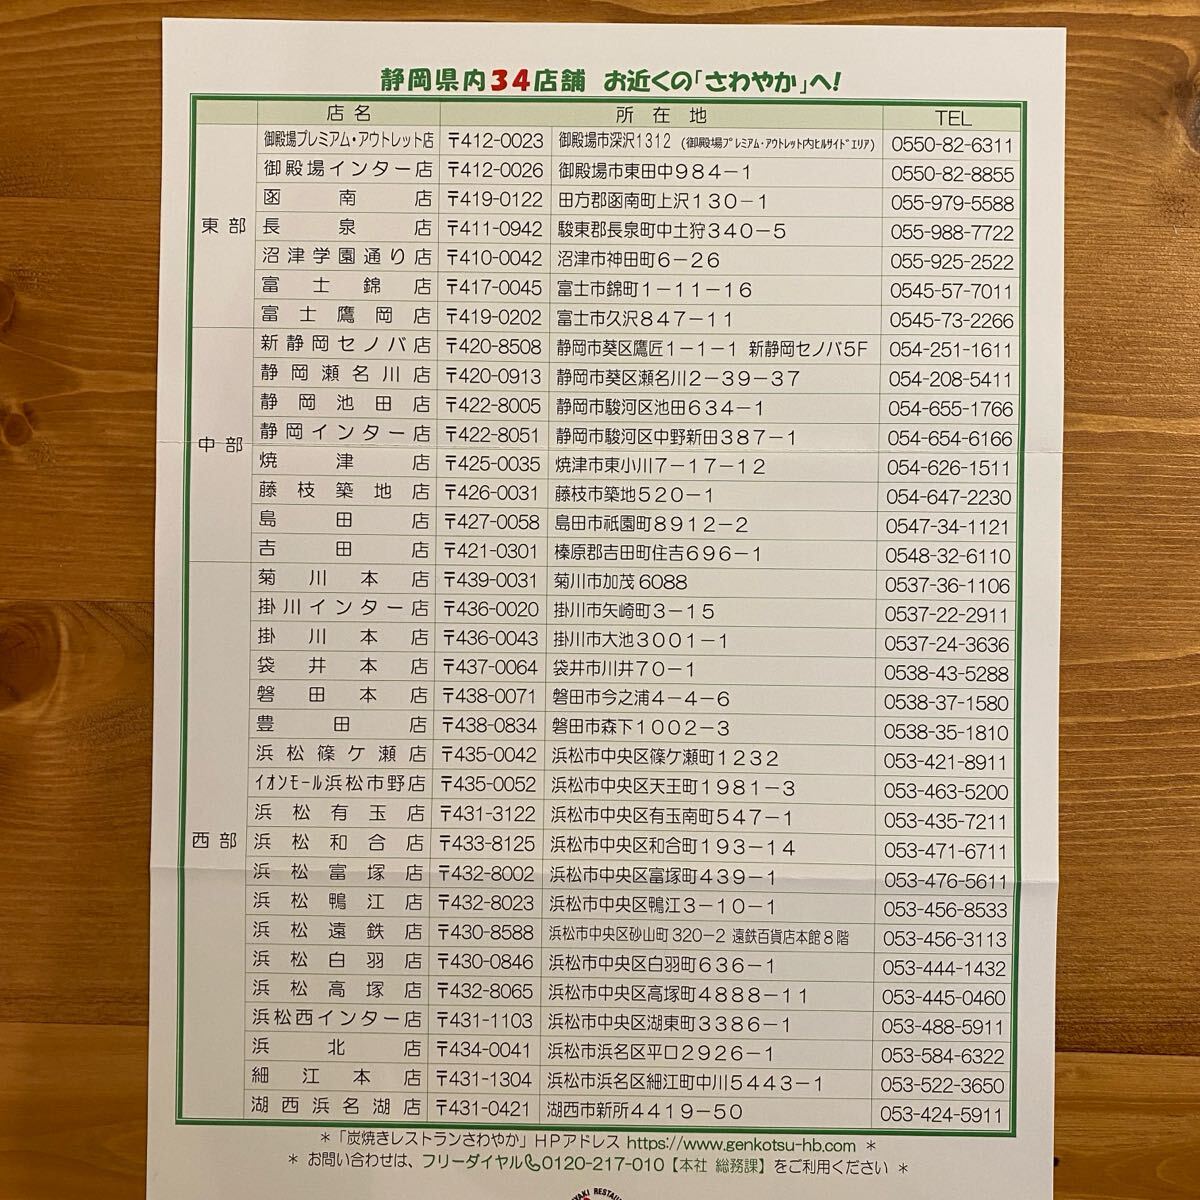 静岡県内34店舗 お近くの「さわやか」へ!
店名 所在地 TEL
東部
御殿場プレミアム・アウトレット店 〒412-0023 御殿場市深沢1312 (御殿場プレミアム・アウトレット内ヒルサイドエリア) 0550-82-6311
御殿場インター店 〒412-0026 御殿場市東田中984-1 0550-82-8855
函南店 〒419-0122 田方郡函南町上沢130-1 055-979-5588
長泉店 〒411-0942 駿東郡長泉町中土狩340-5 055-988-7722
沼津学園通り店 〒410-0042 沼津市神田町6-26 055-925-2522
富士錦店 〒417-0045 富士市錦町1-11-16 0545-57-7011
富士鷹岡店 〒419-0202 富士市久沢847-11 0545-73-2266
中部
新静岡セノバ店 〒420-8508 静岡市葵区鷹匠1-1-1 新静岡セノバ5F 054-251-1611
静岡瀬名川店 〒420-0913 静岡市葵区瀬名川2-39-37 054-208-5411
静岡池田店 〒422-8005 静岡市駿河区池田634-1 054-655-1766
静岡インター店 〒422-8051 静岡市駿河区中野新田387-1 054-654-6166
焼津店 〒425-0035 焼津市東小川7-17-12 054-626-1511
藤枝築地店 〒426-0031 藤枝市築地520-1 054-647-2230
島田店 〒427-0058 島田市祇園町8912-2 0547-34-1121
吉田店 〒421-0301 榛原郡吉田町住吉696-1 0548-32-6110
西部
菊川本店 〒439-0031 菊川市加茂6088 0537-36-1106
掛川インター店 〒436-0020 掛川市矢崎町3-15 0537-22-2911
掛川本店 〒436-0043 掛川市大池3001-1 0537-24-3636
袋井本店 〒437-0064 袋井市川井70-1 0538-43-5288
磐田本店 〒438-0071 磐田市今之浦4-4-6 0538-37-1580
豊田店 〒438-0834 磐田市森下1002-3 0538-35-1810
浜松篠ケ瀬店 〒435-0042 浜松市中央区篠ケ瀬町1232 053-421-8911
イオンモール浜松市野店 〒435-0052 浜松市中央区天王町1981-3 053-463-5200
浜松有玉店 〒431-3122 浜松市中央区有玉南町547-1 053-435-7211
浜松和合店 〒433-8125 浜松市中央区和合町193-14 053-471-6711
浜松富塚店 〒432-8002 浜松市中央区富塚町439-1 053-476-5611
浜松鴨江店 〒432-8023 浜松市中央区鴨江3-10-1 053-456-8533
浜松遠鉄店 〒430-8588 浜松市中央区砂山町320-2 遠鉄百貨店本館8階 053-456-3113
浜松白羽店 〒430-0846 浜松市中央区白羽町636-1 053-444-1432
浜松高塚店 〒432-8065 浜松市中央区高塚町4888-11 053-445-0460
浜松西インター店 〒431-1103 浜松市中央区湖東町3386-1 053-488-5911
浜北店 〒434-0041 浜松市浜名区平口2926-1 053-584-6322
細江本店 〒431-1304 浜松市浜名区細江町中川5443-1 053-522-3650
湖西浜名湖店 〒431-0421 湖西市新所4419-50 053-424-5911
*「炭焼きレストランさわやか」HPアドレス https://www.genkotsu-hb.com *
* お問い合わせは、フリーダイヤル 0120-217-010【本社 総務課】をご利用ください *